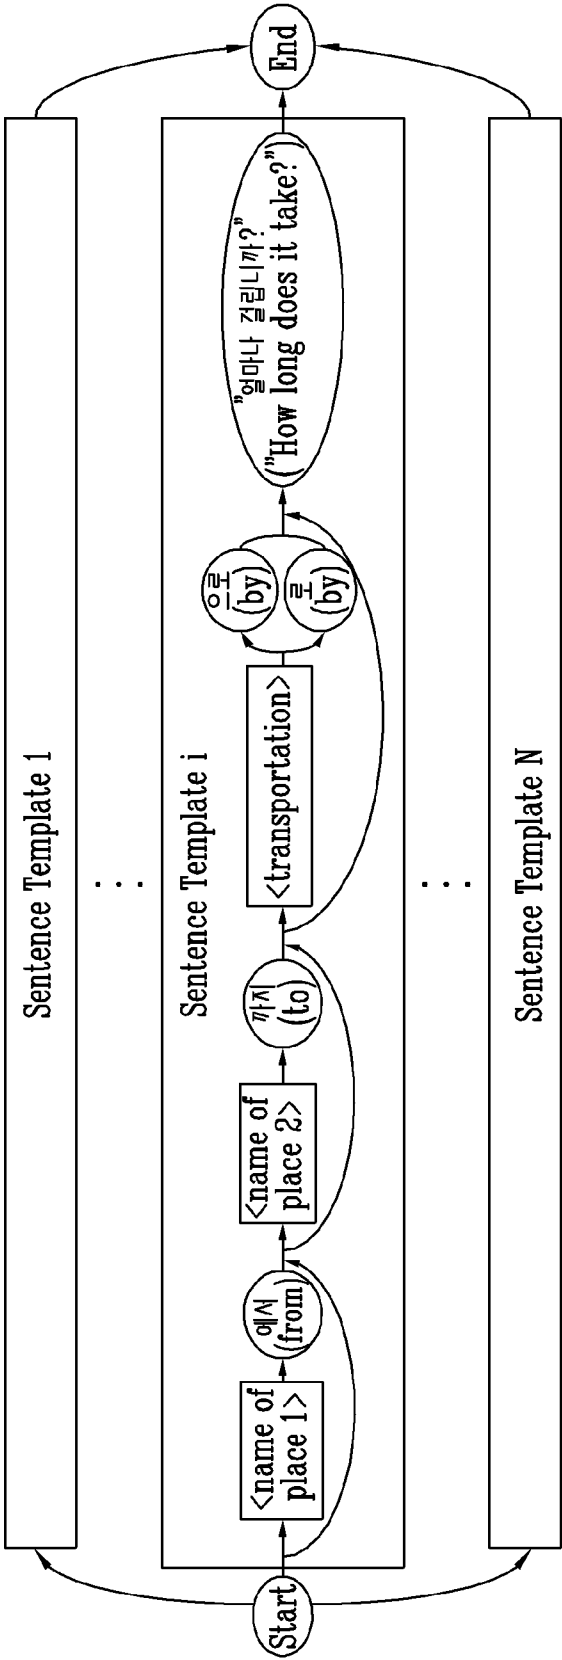 Sentence Template 1
. . .
Sentence Template i
Start
<name of
place 1>
에서
(from)
<name of
place 2>
까지
(to)
<transportation>
으로
(by)
로
(by)
"얼마나 걸립니까?"
("How long does it take?")
End
. . .
Sentence Template N